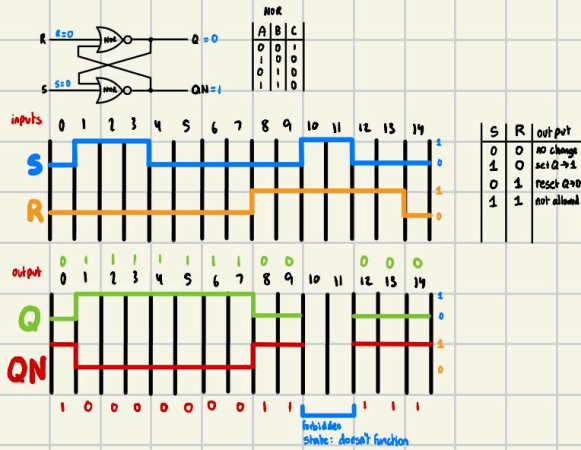 NOR
R R=0 NOR Q =0
S S=0 NOR QN=1
A B C
0 0 1
1 0 0
0 1 0
1 1 0
inputs 0 1 2 3 4 5 6 7 8 9 10 11 12 13 14
S 1 0
R 1 0
S R output
0 0 no change
1 0 set Q→1
0 1 reset Q→0
1 1 not allowed
0 1 1 1 1 1 1 1 0 0 0 0 0
output 0 1 2 3 4 5 6 7 8 9 10 11 12 13 14
Q 1 0
QN 1 0
1 0 0 0 0 0 0 0 1 1 1 1 1
forbidden
state: doesn't function